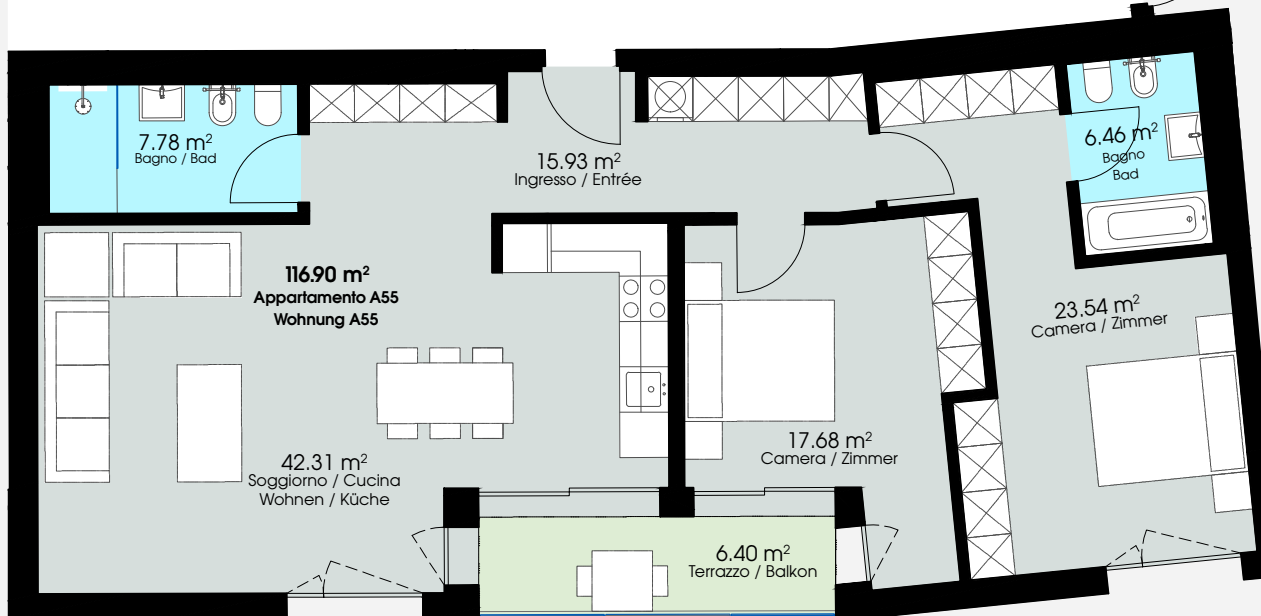 7.78 m²
Bagno / Bad
15.93 m²
Ingresso / Entrée
6.46 m²
Bagno
Bad
116.90 m²
Appartamento A55
Wohnung A55
23.54 m²
Camera / Zimmer
17.68 m²
Camera / Zimmer
42.31 m²
Soggiorno / Cucina
Wohnen / Küche
6.40 m²
Terrazzo / Balkon